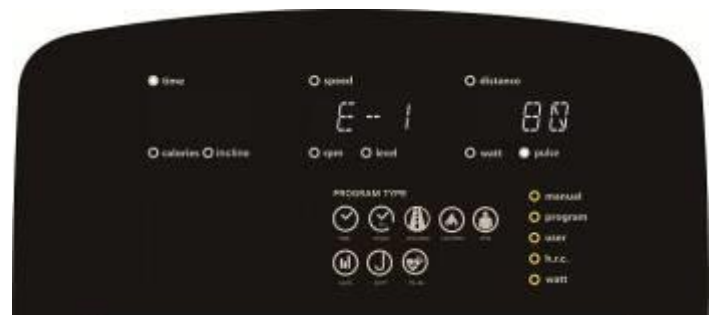 time speed distance
E--1 80
calories incline rpm level watt pulse
PROGRAM TYPE
manual
program
user
h.r.c.
watt